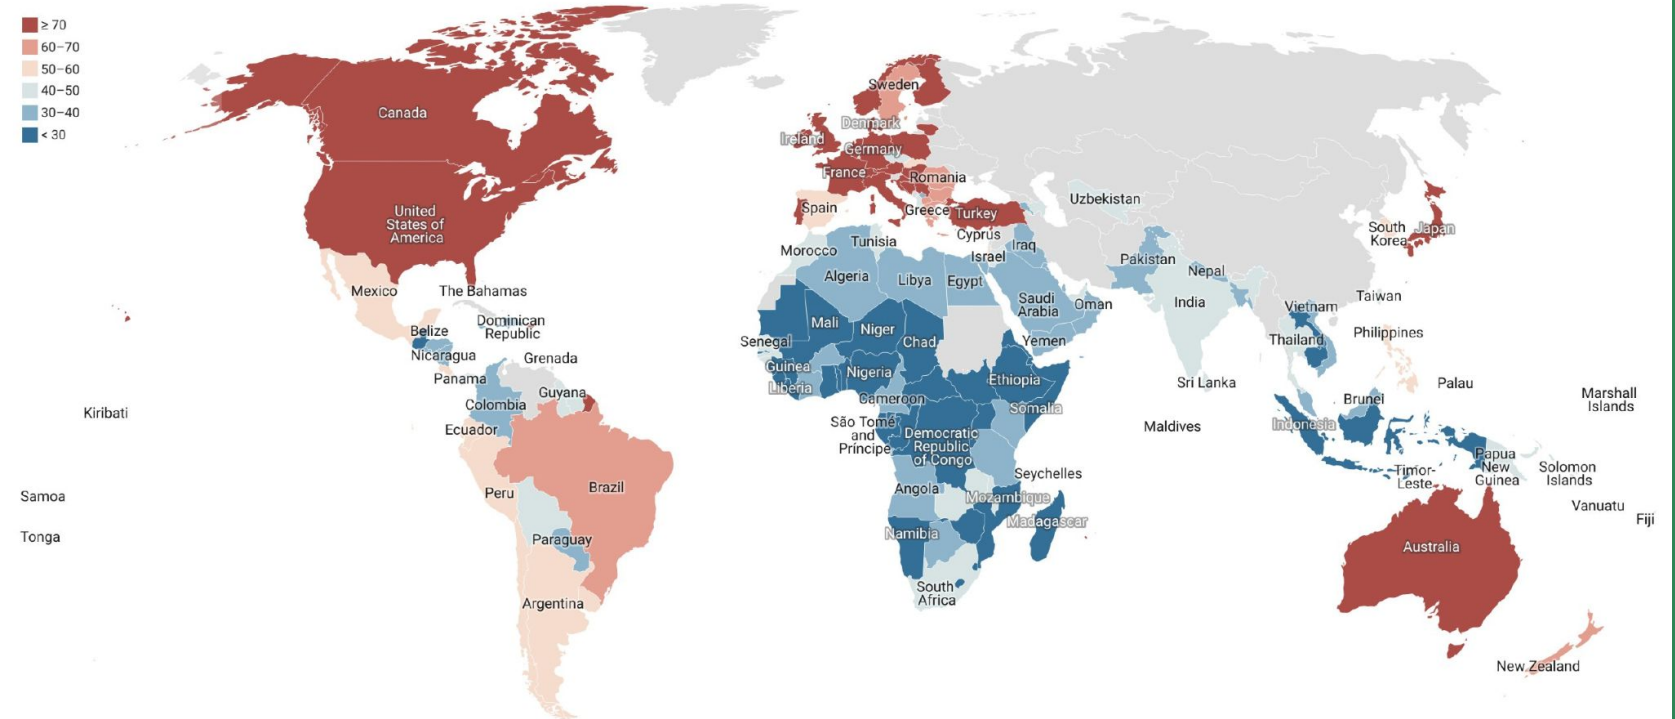 ≥ 70
60–70
50–60
40–50
30–40
< 30
Canada
United
States of
America
Mexico
The Bahamas
Dominican
Republic
Belize
Nicaragua
Grenada
Panama
Guyana
Colombia
Ecuador
Kiribati
Samoa
Tonga
Peru
Brazil
Paraguay
Argentina
Sweden
Denmark
Ireland
Germany
France
Romania
Spain
Greece
Turkey
Cyprus
Morocco
Tunisia
Israel
Iraq
Algeria
Libya
Egypt
Saudi
Arabia
Oman
Yemen
Mali
Niger
Chad
Senegal
Guinea
Liberia
Nigeria
Cameroon
Ethiopia
Somalia
São Tomé
and
Príncipe
Democratic
Republic
of Congo
Seychelles
Angola
Mozambique
Madagascar
Namibia
South
Africa
Uzbekistan
Pakistan
Nepal
India
Sri Lanka
Maldives
South
Korea
Japan
Taiwan
Vietnam
Thailand
Philippines
Brunei
Palau
Indonesia
Marshall
Islands
Timor-
Leste
Papua
New
Guinea
Solomon
Islands
Vanuatu
Fiji
Australia
New Zealand